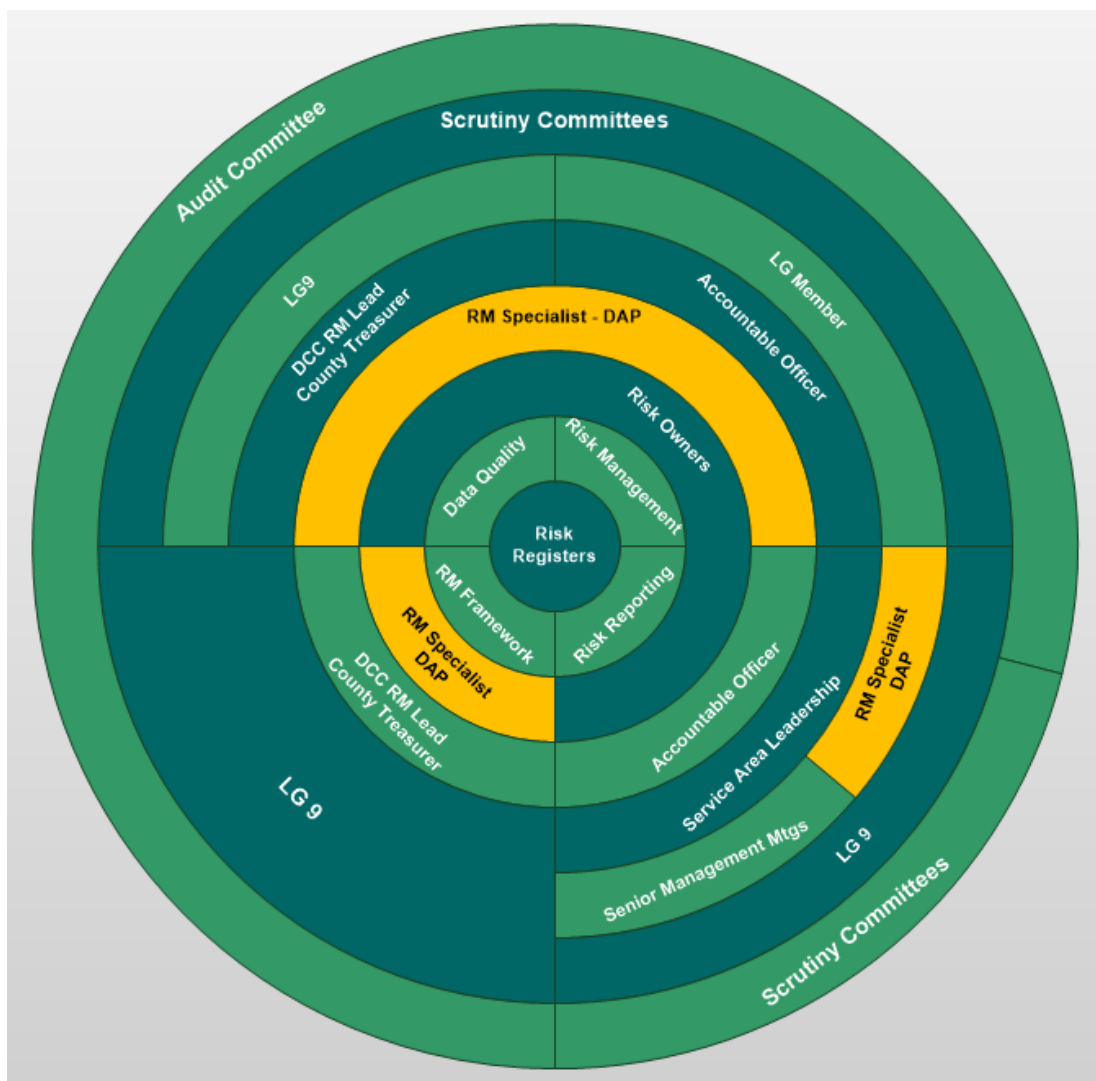 Audit Committee
Scrutiny Committees
LG9
LG Member
DCC RM Lead
County Treasurer
Accountable Officer
RM Specialist - DAP
Risk Owners
Data Quality
Risk Management
Risk
Registers
RM Framework
Risk Reporting
RM Specialist
DAP
DCC RM Lead
County Treasurer
Accountable Officer
Service Area Leadership
RM Specialist
DAP
LG 9
Senior Management Mtgs
LG 9
Scrutiny Committees